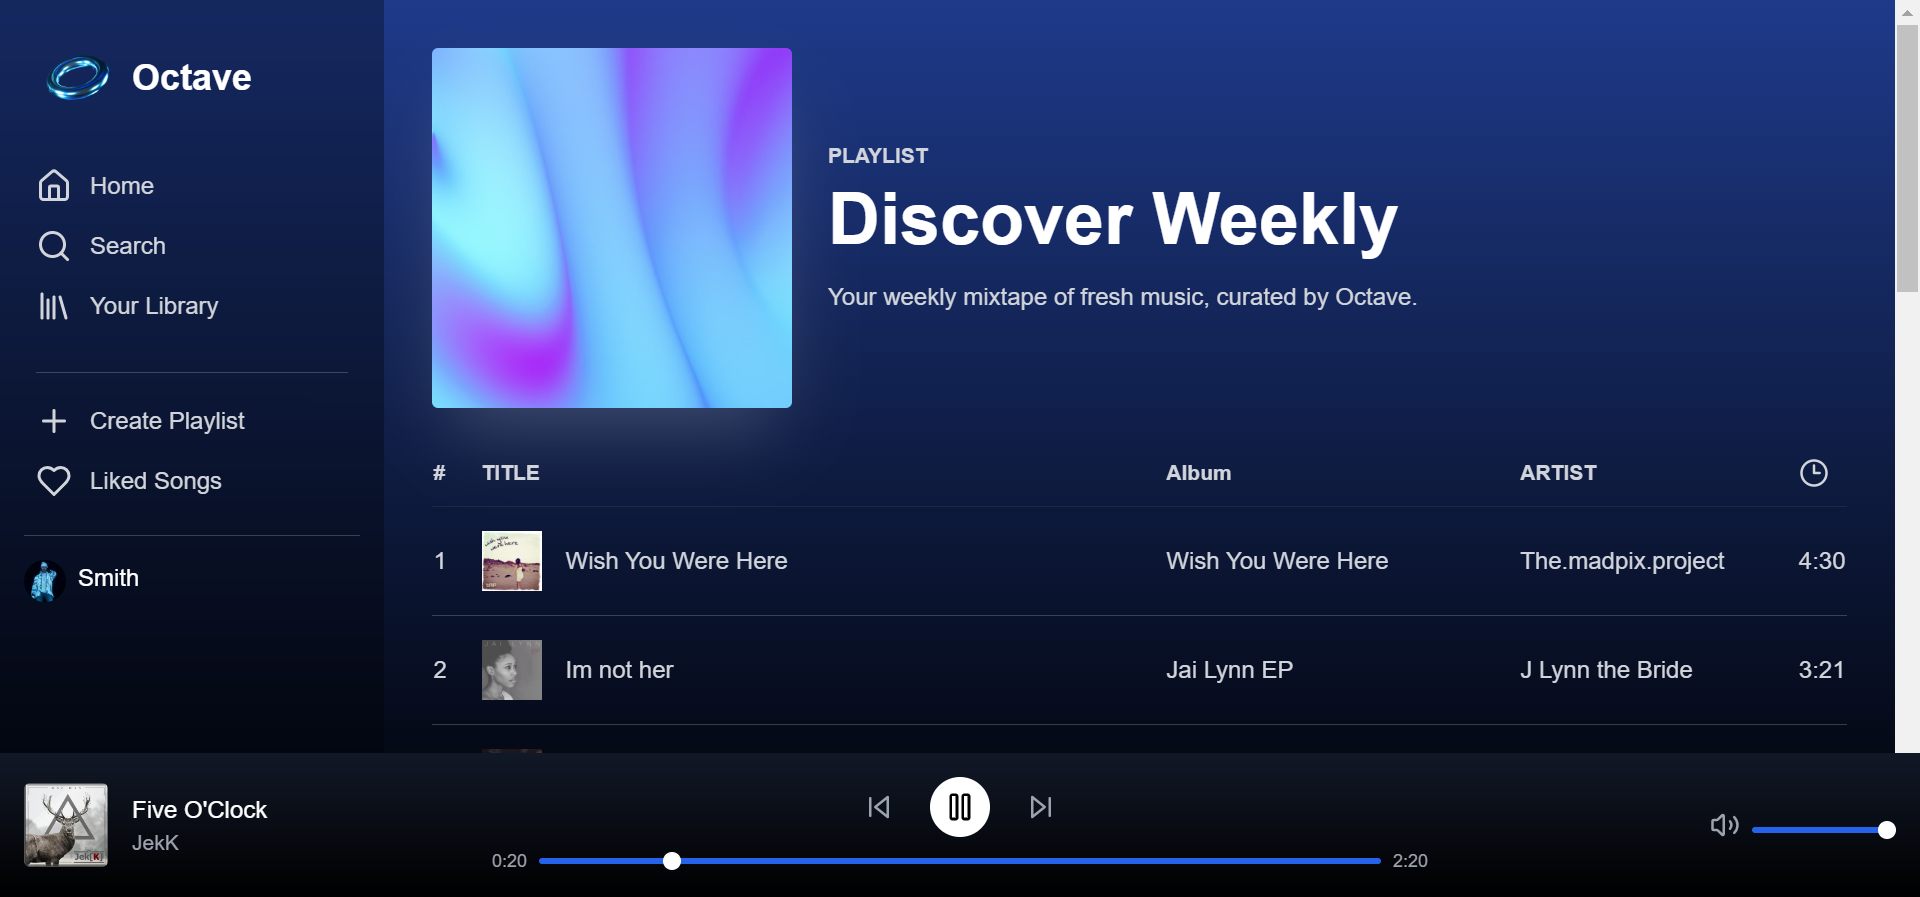 Octave
Home
Search
Your Library
Create Playlist
Liked Songs
Smith
PLAYLIST
Discover Weekly
Your weekly mixtape of fresh music, curated by Octave.
# TITLE Album ARTIST
1 Wish You Were Here Wish You Were Here The.madpix.project 4:30
2 Im not her Jai Lynn EP J Lynn the Bride 3:21
Five O'Clock
JekK
0:20 2:20